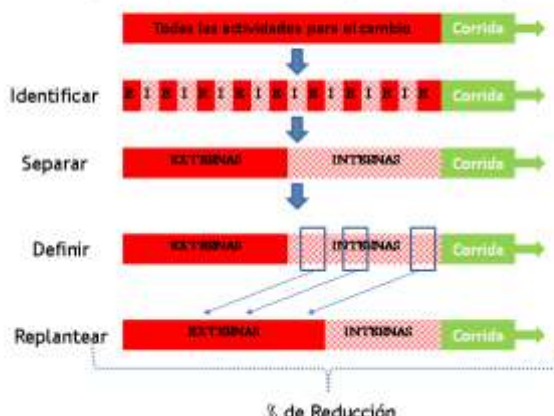 Todas las actividades para el cambio Corrida
Identificar E I E I E I E I E I E I E I E I E Corrida
Separar EXTERNAS INTERNAS Corrida
Definir EXTERNAS INTERNAS Corrida
Replantear EXTERNAS INTERNAS Corrida
% de Reducción